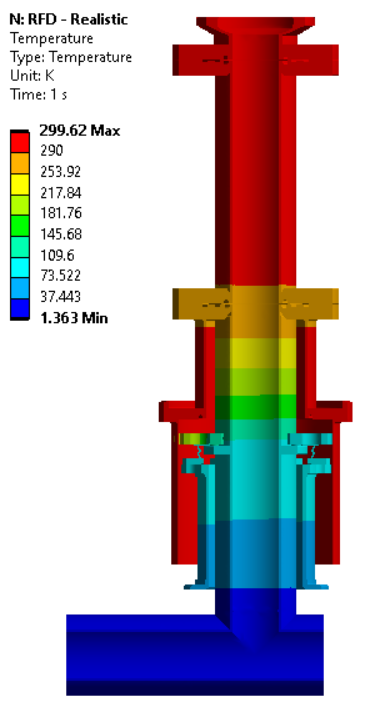 N: RFD - Realistic
Temperature
Type: Temperature
Unit: K
Time: 1 s
299.62 Max
290
253.92
217.84
181.76
145.68
109.6
73.522
37.443
1.363 Min